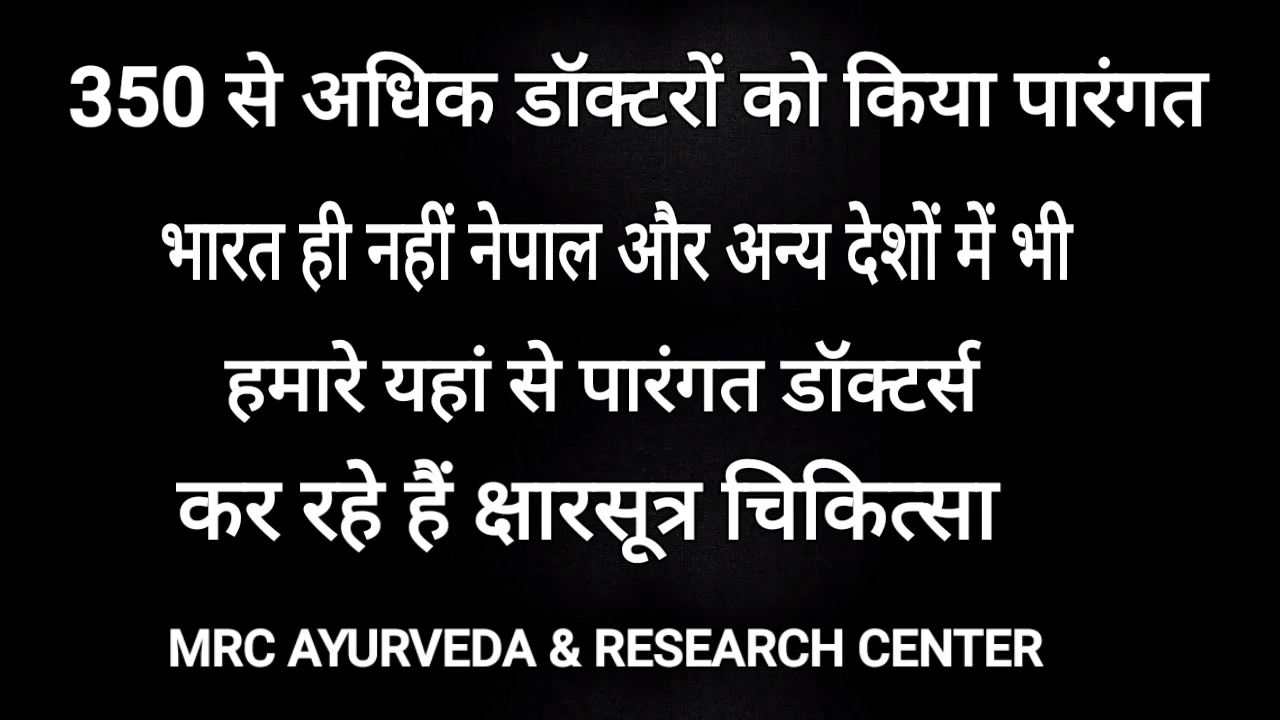 350 से अधिक डॉक्टरों को किया पारंगत
भारत ही नहीं नेपाल और अन्य देशों में भी
हमारे यहां से पारंगत डॉक्टर्स
कर रहे हैं क्षारसूत्र चिकित्सा
MRC AYURVEDA & RESEARCH CENTER